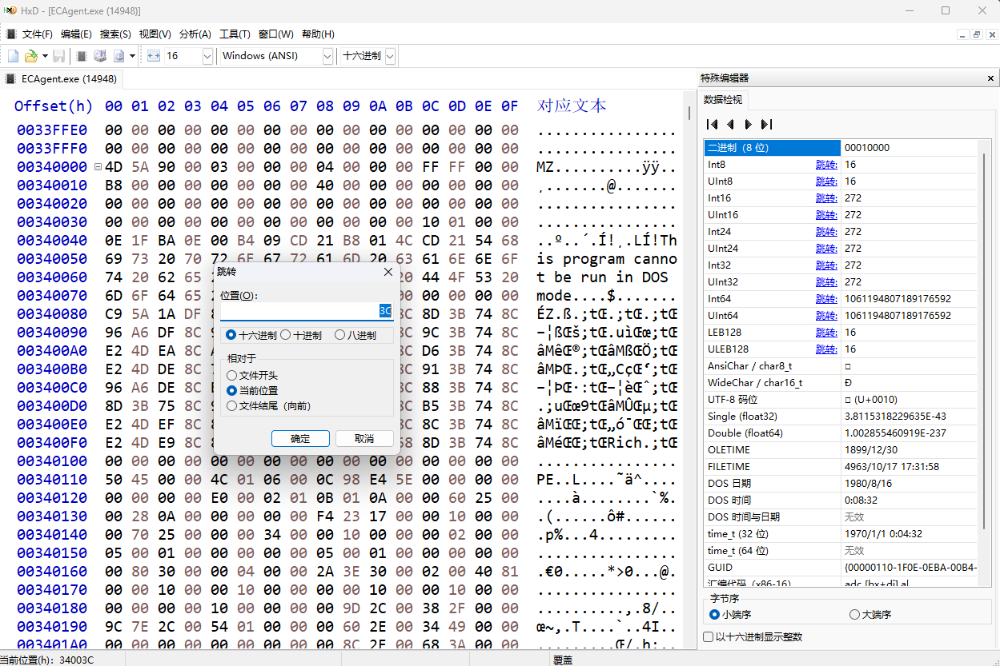 HxD - [ECAgent.exe (14948)]
文件(F) 编辑(E) 搜索(S) 视图(V) 分析(A) 工具(T) 窗口(W) 帮助(H)
16 Windows (ANSI) 十六进制
ECAgent.exe (14948)
Offset(h) 00 01 02 03 04 05 06 07 08 09 0A 0B 0C 0D 0E 0F 对应文本
0033FFE0 00 00 00 00 00 00 00 00 00 00 00 00 00 00 00 00 ................
0033FFF0 00 00 00 00 00 00 00 00 00 00 00 00 00 00 00 00 ................
00340000 4D 5A 90 00 03 00 00 00 04 00 00 00 FF FF 00 00 MZ..........ÿÿ..
00340010 B8 00 00 00 00 00 00 00 40 00 00 00 00 00 00 00 ¸.......@.......
00340020 00 00 00 00 00 00 00 00 00 00 00 00 00 00 00 00 ................
00340030 00 00 00 00 00 00 00 00 00 00 00 00 10 01 00 00 ................
00340040 0E 1F BA 0E 00 B4 09 CD 21 B8 01 4C CD 21 54 68 ..º..´.Í!¸.LÍ!Th
00340050 69 73 20 70 72 6F 67 72 61 6D 20 63 61 6E 6E 6F is program canno
00340060 74 20 62 65 20 44 4F 53 20 t be run in DOS
00340070 6D 6F 64 65 00 00 00 00 mode....$.......
00340080 C9 5A 1A DF 8C 8D 3B 74 8C ÉZ.ß.;tŒ.;tŒ.;tŒ
00340090 96 A6 DF 8C 8C 9C 3B 74 8C –¦ßŒš;tŒ.uìŒœ;tŒ
003400A0 E2 4D EA 8C 8C D6 3B 74 8C âMêŒ®;tŒâMßŒÖ;tŒ
003400B0 E2 4D DE 8C 8C 91 3B 74 8C âMÞŒ.;tŒ„CçŒ‘;tŒ
003400C0 96 A6 DE 8C 8C 88 3B 74 8C –¦ÞŒ·;tŒ–¦èŒˆ;tŒ
003400D0 8D 3B 75 8C 8C B5 3B 74 8C .;uŒœ9tŒâMÛŒµ;tŒ
003400E0 E2 4D EF 8C 8C 8C 3B 74 8C âMïŒŒ;tŒ„ó¯ŒŒ;tŒ
003400F0 E2 4D E9 8C 68 8D 3B 74 8C âMéŒŒ;tŒRich.;tŒ
00340100 00 00 00 00 00 00 00 00 00 00 00 00 00 00 00 00 ................
00340110 50 45 00 00 4C 01 06 00 0C 98 E4 5E 00 00 00 00 PE..L....˜ä^....
00340120 00 00 00 00 E0 00 02 01 0B 01 0A 00 00 60 25 00 ....à........`%.
00340130 00 28 0A 00 00 00 00 00 F4 23 17 00 00 10 00 00 .(......ô#......
00340140 00 70 25 00 00 00 34 00 00 10 00 00 00 02 00 00 .p%...4.........
00340150 05 00 01 00 00 00 00 00 05 00 01 00 00 00 00 00 ................
00340160 00 80 30 00 00 04 00 00 2A 3E 30 00 02 00 40 81 .€0.....*>0...@.
00340170 00 00 10 00 00 10 00 00 00 00 10 00 00 10 00 00 ................
00340180 00 00 00 00 10 00 00 00 00 9D 2C 00 38 2F 00 00 ..........,.8/..
00340190 9C 7E 2C 00 54 01 00 00 00 60 2E 00 34 49 00 00 œ~,.T....`..4I..
003401A0 00 00 00 00 00 00 00 00 00 8C 2F 00 68 3A 00 00 .........Œ/.h:..
跳转
位置(O):
3C
十六进制 十进制 八进制
相对于
文件开头
当前位置
文件结尾（向前）
确定 取消
特殊编辑器
数据检视
二进制（8 位） 00010000
Int8 跳转: 16
UInt8 跳转: 16
Int16 跳转: 272
UInt16 跳转: 272
Int24 跳转: 272
UInt24 跳转: 272
Int32 跳转: 272
UInt32 跳转: 272
Int64 跳转: 1061194807189176592
UInt64 跳转: 1061194807189176592
LEB128 跳转: 16
ULEB128 跳转: 16
AnsiChar / char8_t □
WideChar / char16_t Đ
UTF-8 码位 □ (U+0010)
Single (float32) 3.8115318229635E-43
Double (float64) 1.002855460919E-237
OLETIME 1899/12/30
FILETIME 4963/10/17 17:31:58
DOS 日期 1980/8/16
DOS 时间 0:08:32
DOS 时间与日期 无效
time_t (32 位) 1970/1/1 0:04:32
time_t (64 位) 无效
GUID {00000110-1F0E-0EBA-00B4-
汇编代码（x86-16） adc [bx+di],al
字节序
小端序 大端序
以十六进制显示整数
当前位置(h): 34003C 覆盖